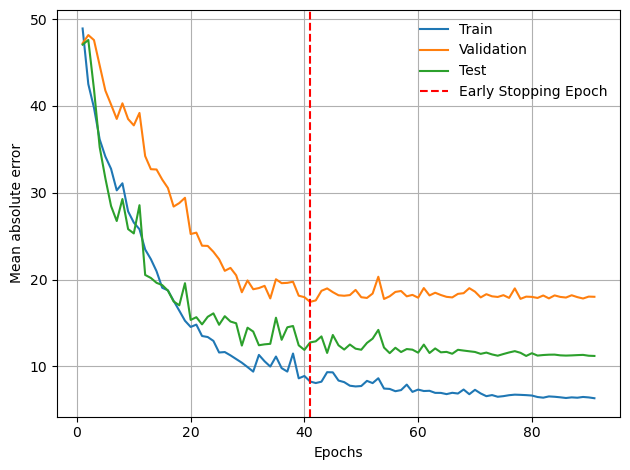 50
40
30
20
10
0
20
40
60
80
Mean absolute error
Epochs
Train
Validation
Test
Early Stopping Epoch